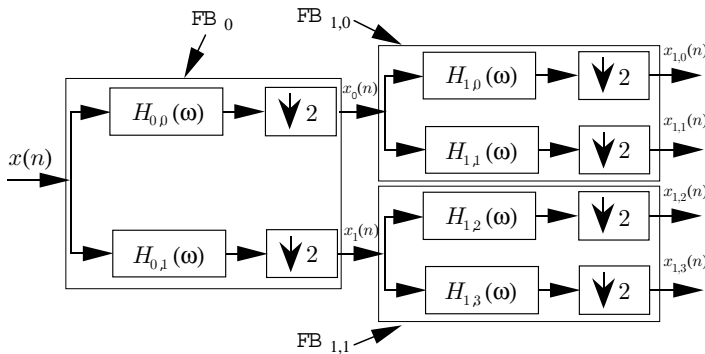 FB 0
FB 1,0
x(n)
H0,0(ω)
↓ 2
x0(n)
H1,0(ω)
↓ 2
x1,0(n)
H1,1(ω)
↓ 2
x1,1(n)
H0,1(ω)
↓ 2
x1(n)
H1,2(ω)
↓ 2
x1,2(n)
H1,3(ω)
↓ 2
x1,3(n)
FB 1,1